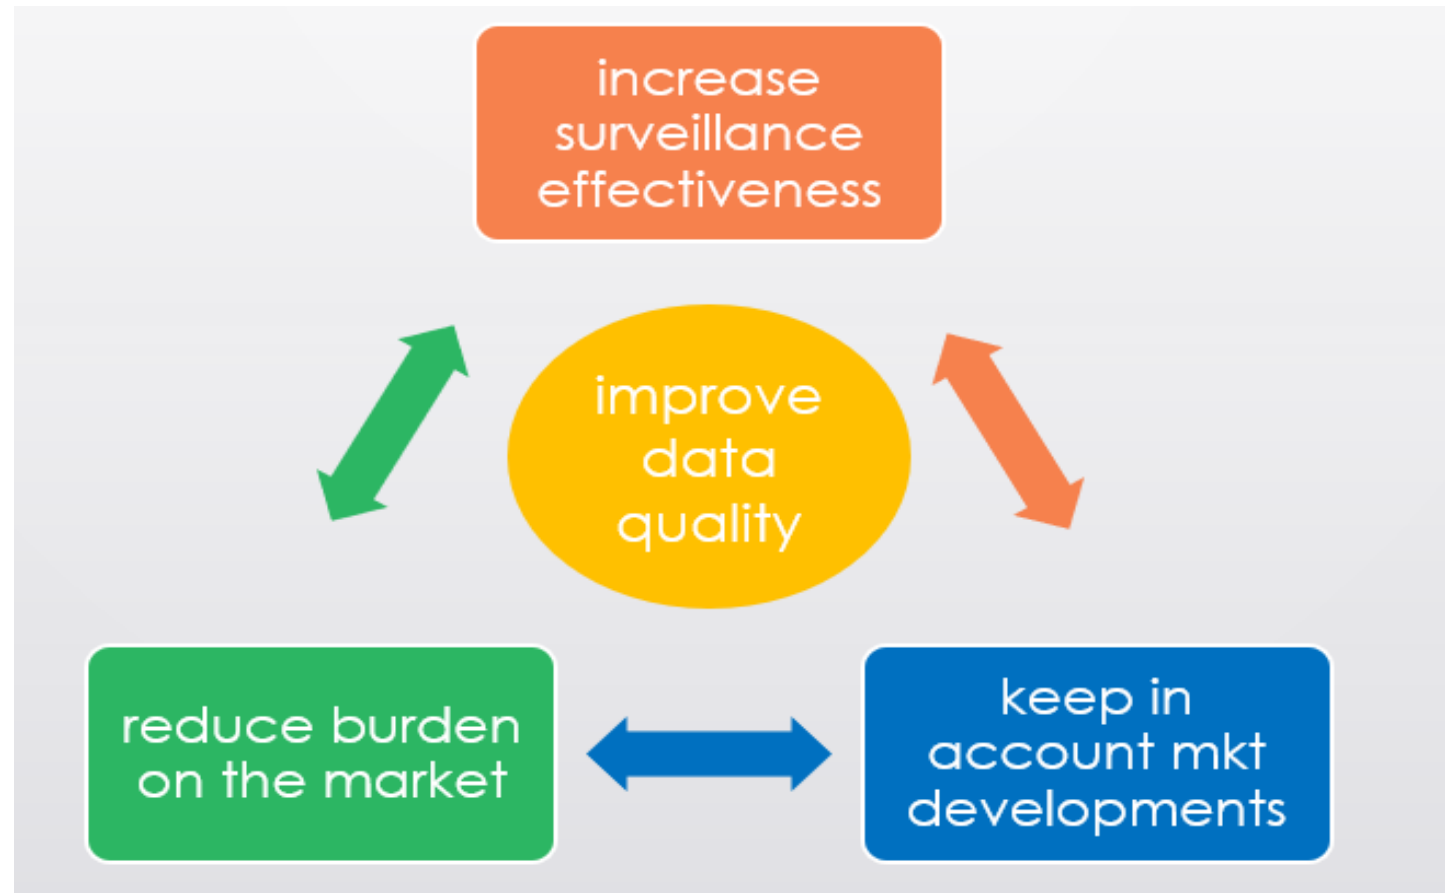 increase
surveillance
effectiveness
improve
data
quality
reduce burden
on the market
keep in
account mkt
developments